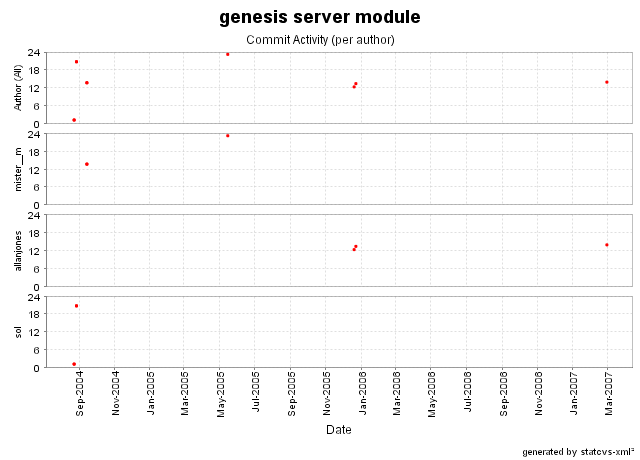 genesis server module
Commit Activity (per author)
Author (All)
24
18
12
6
0
mister__m
24
18
12
6
0
allanjones
24
18
12
6
0
sol
24
18
12
6
0
Sep-2004
Nov-2004
Jan-2005
Mar-2005
May-2005
Jul-2005
Sep-2005
Nov-2005
Jan-2006
Mar-2006
May-2006
Jul-2006
Sep-2006
Nov-2006
Jan-2007
Mar-2007
Date
generated by statcvs-xml²